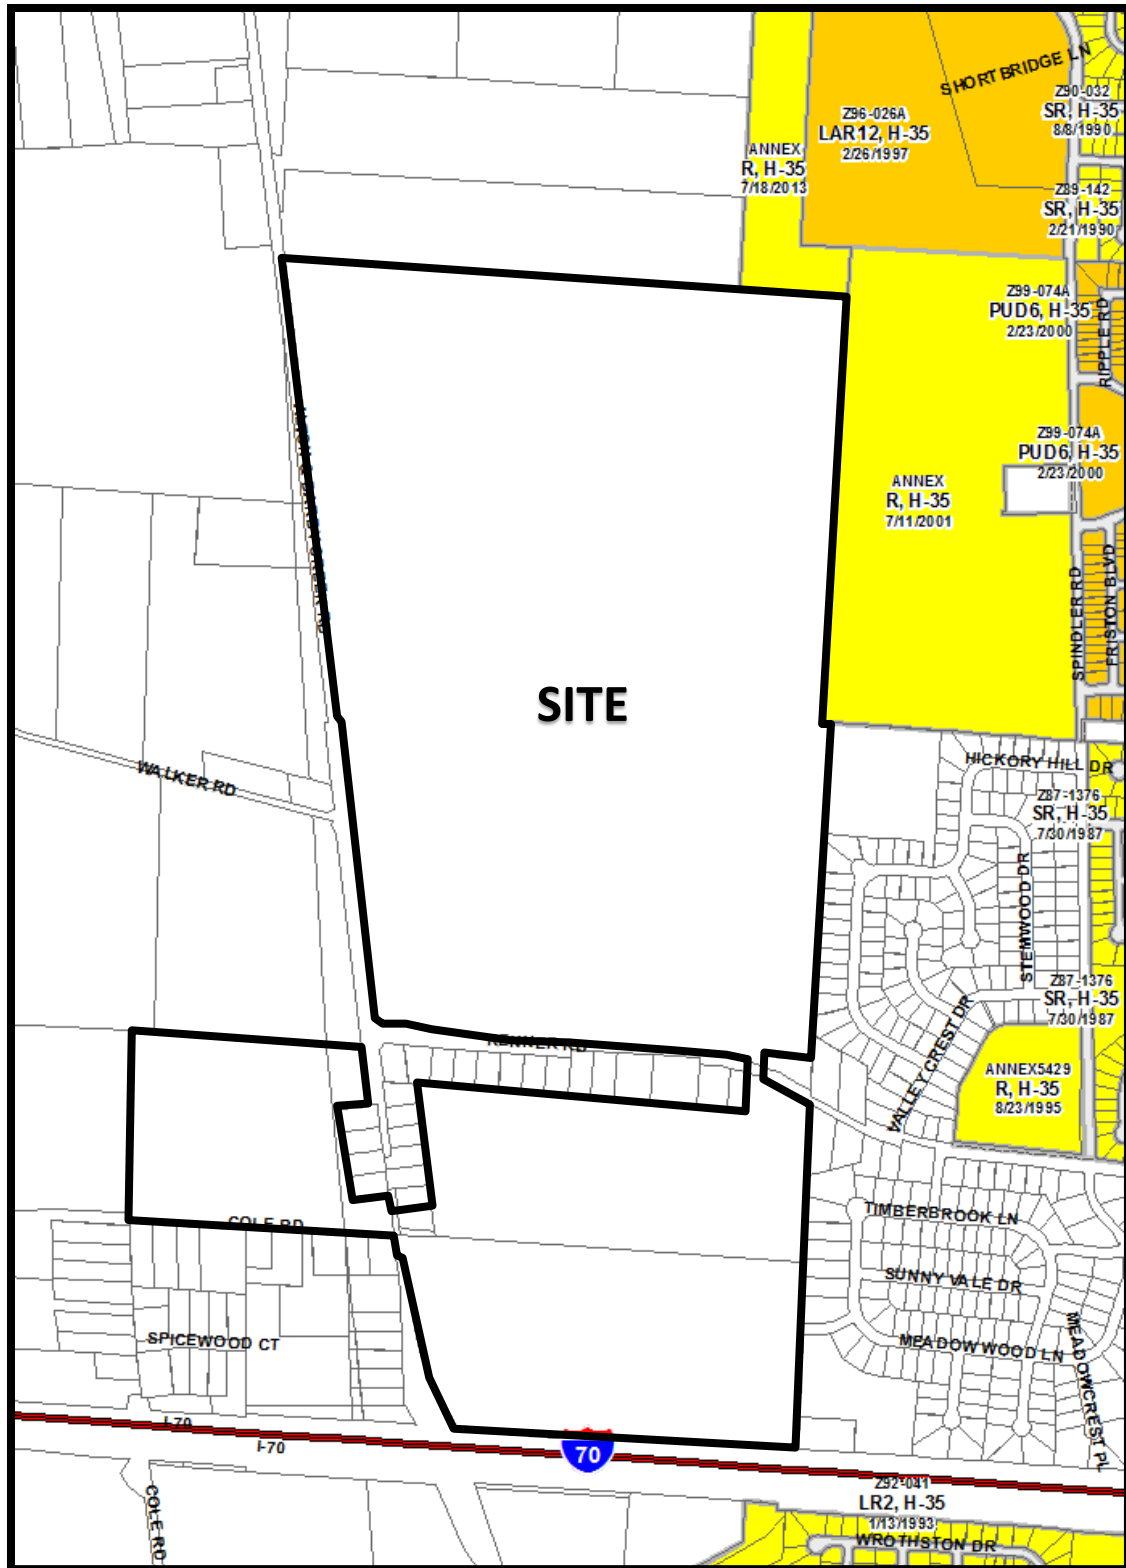 SHORTBRIDGE LN
Z90-032
SR, H-35
8/8/1990
Z96-026A
LAR12, H-35
2/26/1997
ANNEX
R, H-35
7/18/2013
Z89-142
SR, H-35
2/21/1990
Z99-074A
PUD6, H-35
2/23/2000
RIPPLE RD
Z99-074A
PUD6, H-35
2/23/2000
ANNEX
R, H-35
7/11/2001
SPINDLER RD
FRISTON BLVD
SITE
WALKER RD
HICKORY HILL DR
Z87-1376
SR, H-35
7/30/1987
STEMWOOD DR
Z87-1376
SR, H-35
7/30/1987
VALLEY CREST DR
RENNER RD
ANNEX5429
R, H-35
8/23/1995
COLE RD
TIMBERBROOK LN
SUNNY VALE DR
SPICEWOOD CT
MEADOW WOOD LN
MEADOWCREST PL
I-70
I-70
70
Z92-041
LR2, H-35
1/13/1993
COLE RD
WROTHSTON DR